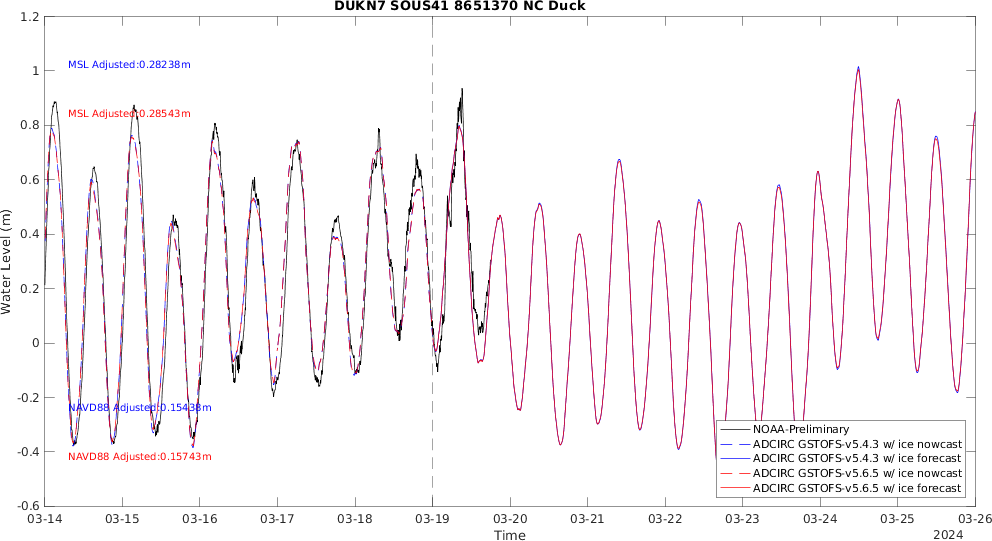 DUKN7 SOUS41 8651370 NC Duck
1.2
1
0.8
0.6
0.4
0.2
0
-0.2
-0.4
-0.6
Water Level (m)
MSL Adjusted:0.28238m
MSL Adjusted:0.28543m
NAVD88 Adjusted:0.15438m
NAVD88 Adjusted:0.15743m
NOAA-Preliminary
ADCIRC GSTOFS-v5.4.3 w/ ice nowcast
ADCIRC GSTOFS-v5.4.3 w/ ice forecast
ADCIRC GSTOFS-v5.6.5 w/ ice nowcast
ADCIRC GSTOFS-v5.6.5 w/ ice forecast
03-14 03-15 03-16 03-17 03-18 03-19 03-20 03-21 03-22 03-23 03-24 03-25 03-26
Time
2024